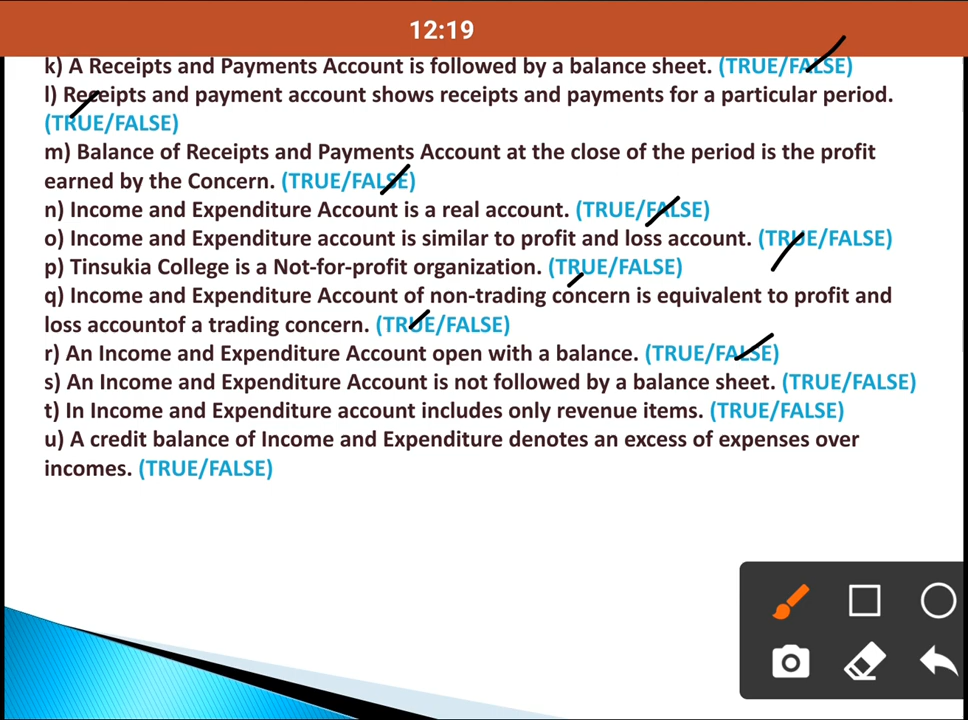 12:19
k) A Receipts and Payments Account is followed by a balance sheet. (TRUE/FALSE)
l) Receipts and payment account shows receipts and payments for a particular period.
(TRUE/FALSE)
m) Balance of Receipts and Payments Account at the close of the period is the profit
earned by the Concern. (TRUE/FALSE)
n) Income and Expenditure Account is a real account. (TRUE/FALSE)
o) Income and Expenditure account is similar to profit and loss account. (TRUE/FALSE)
p) Tinsukia College is a Not-for-profit organization. (TRUE/FALSE)
q) Income and Expenditure Account of non-trading concern is equivalent to profit and
loss accountof a trading concern. (TRUE/FALSE)
r) An Income and Expenditure Account open with a balance. (TRUE/FALSE)
s) An Income and Expenditure Account is not followed by a balance sheet. (TRUE/FALSE)
t) In Income and Expenditure account includes only revenue items. (TRUE/FALSE)
u) A credit balance of Income and Expenditure denotes an excess of expenses over
incomes. (TRUE/FALSE)